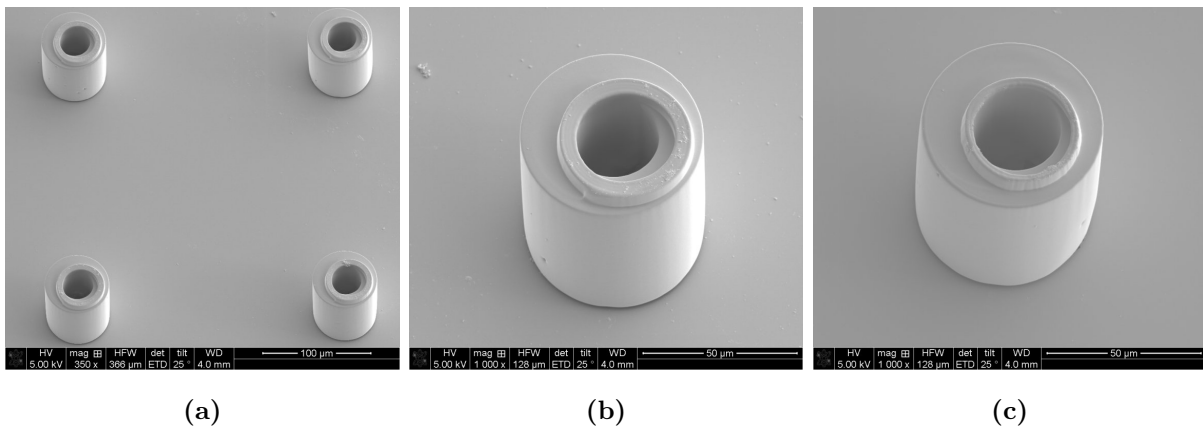 HV mag ⊞ HFW det tilt WD 100 µm
5.00 kV 350 x 366 µm ETD 25 ° 4.0 mm
HV mag ⊞ HFW det tilt WD 50 µm
5.00 kV 1 000 x 128 µm ETD 25 ° 4.0 mm
HV mag ⊞ HFW det tilt WD 50 µm
5.00 kV 1 000 x 128 µm ETD 25 ° 4.0 mm
(a) (b) (c)